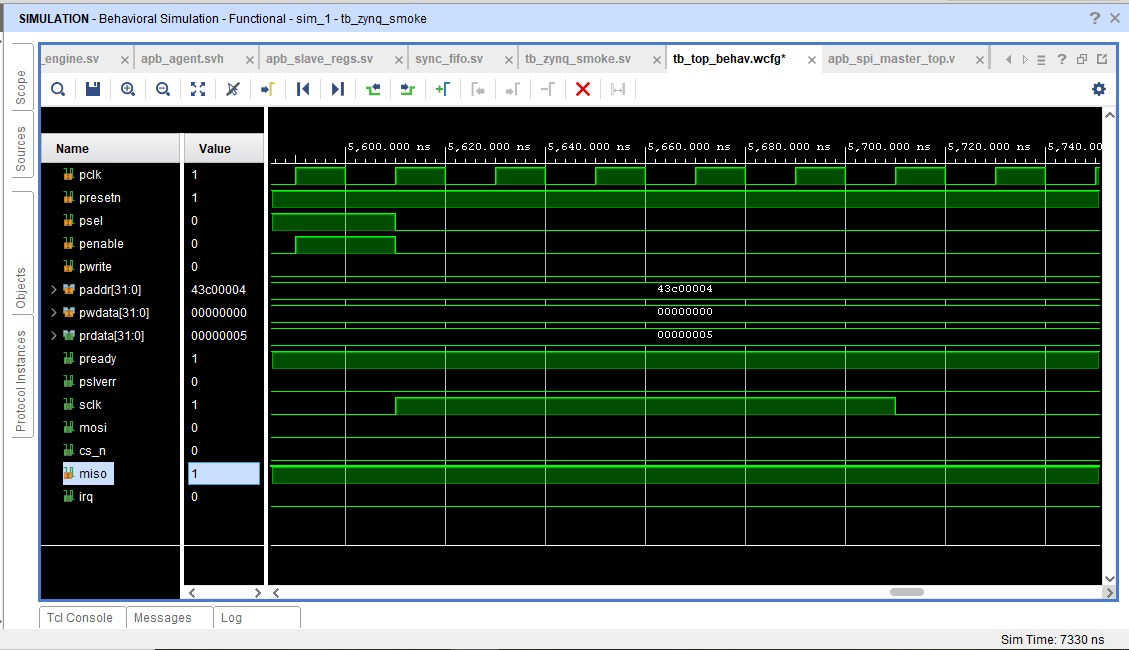 SIMULATION - Behavioral Simulation - Functional - sim_1 - tb_zynq_smoke
_engine.sv apb_agent.svh apb_slave_regs.sv sync_fifo.sv tb_zynq_smoke.sv tb_top_behav.wcfg* apb_spi_master_top.v
Scope
Sources
Objects
Protocol Instances
Name Value
5,600.000 ns 5,620.000 ns 5,640.000 ns 5,660.000 ns 5,680.000 ns 5,700.000 ns 5,720.000 ns 5,740.00
pclk 1
presetn 1
psel 0
penable 0
pwrite 0
paddr[31:0] 43c00004 43c00004
pwdata[31:0] 00000000 00000000
prdata[31:0] 00000005 00000005
pready 1
pslverr 0
sclk 1
mosi 0
cs_n 0
miso 1
irq 0
Tcl Console Messages Log
Sim Time: 7330 ns